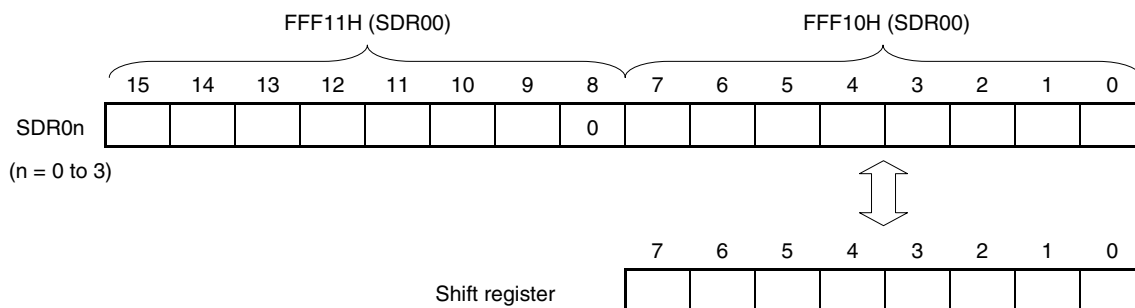 FFF11H (SDR00) FFF10H (SDR00)
15 14 13 12 11 10 9 8 7 6 5 4 3 2 1 0
SDR0n 0
(n = 0 to 3)
7 6 5 4 3 2 1 0
Shift register